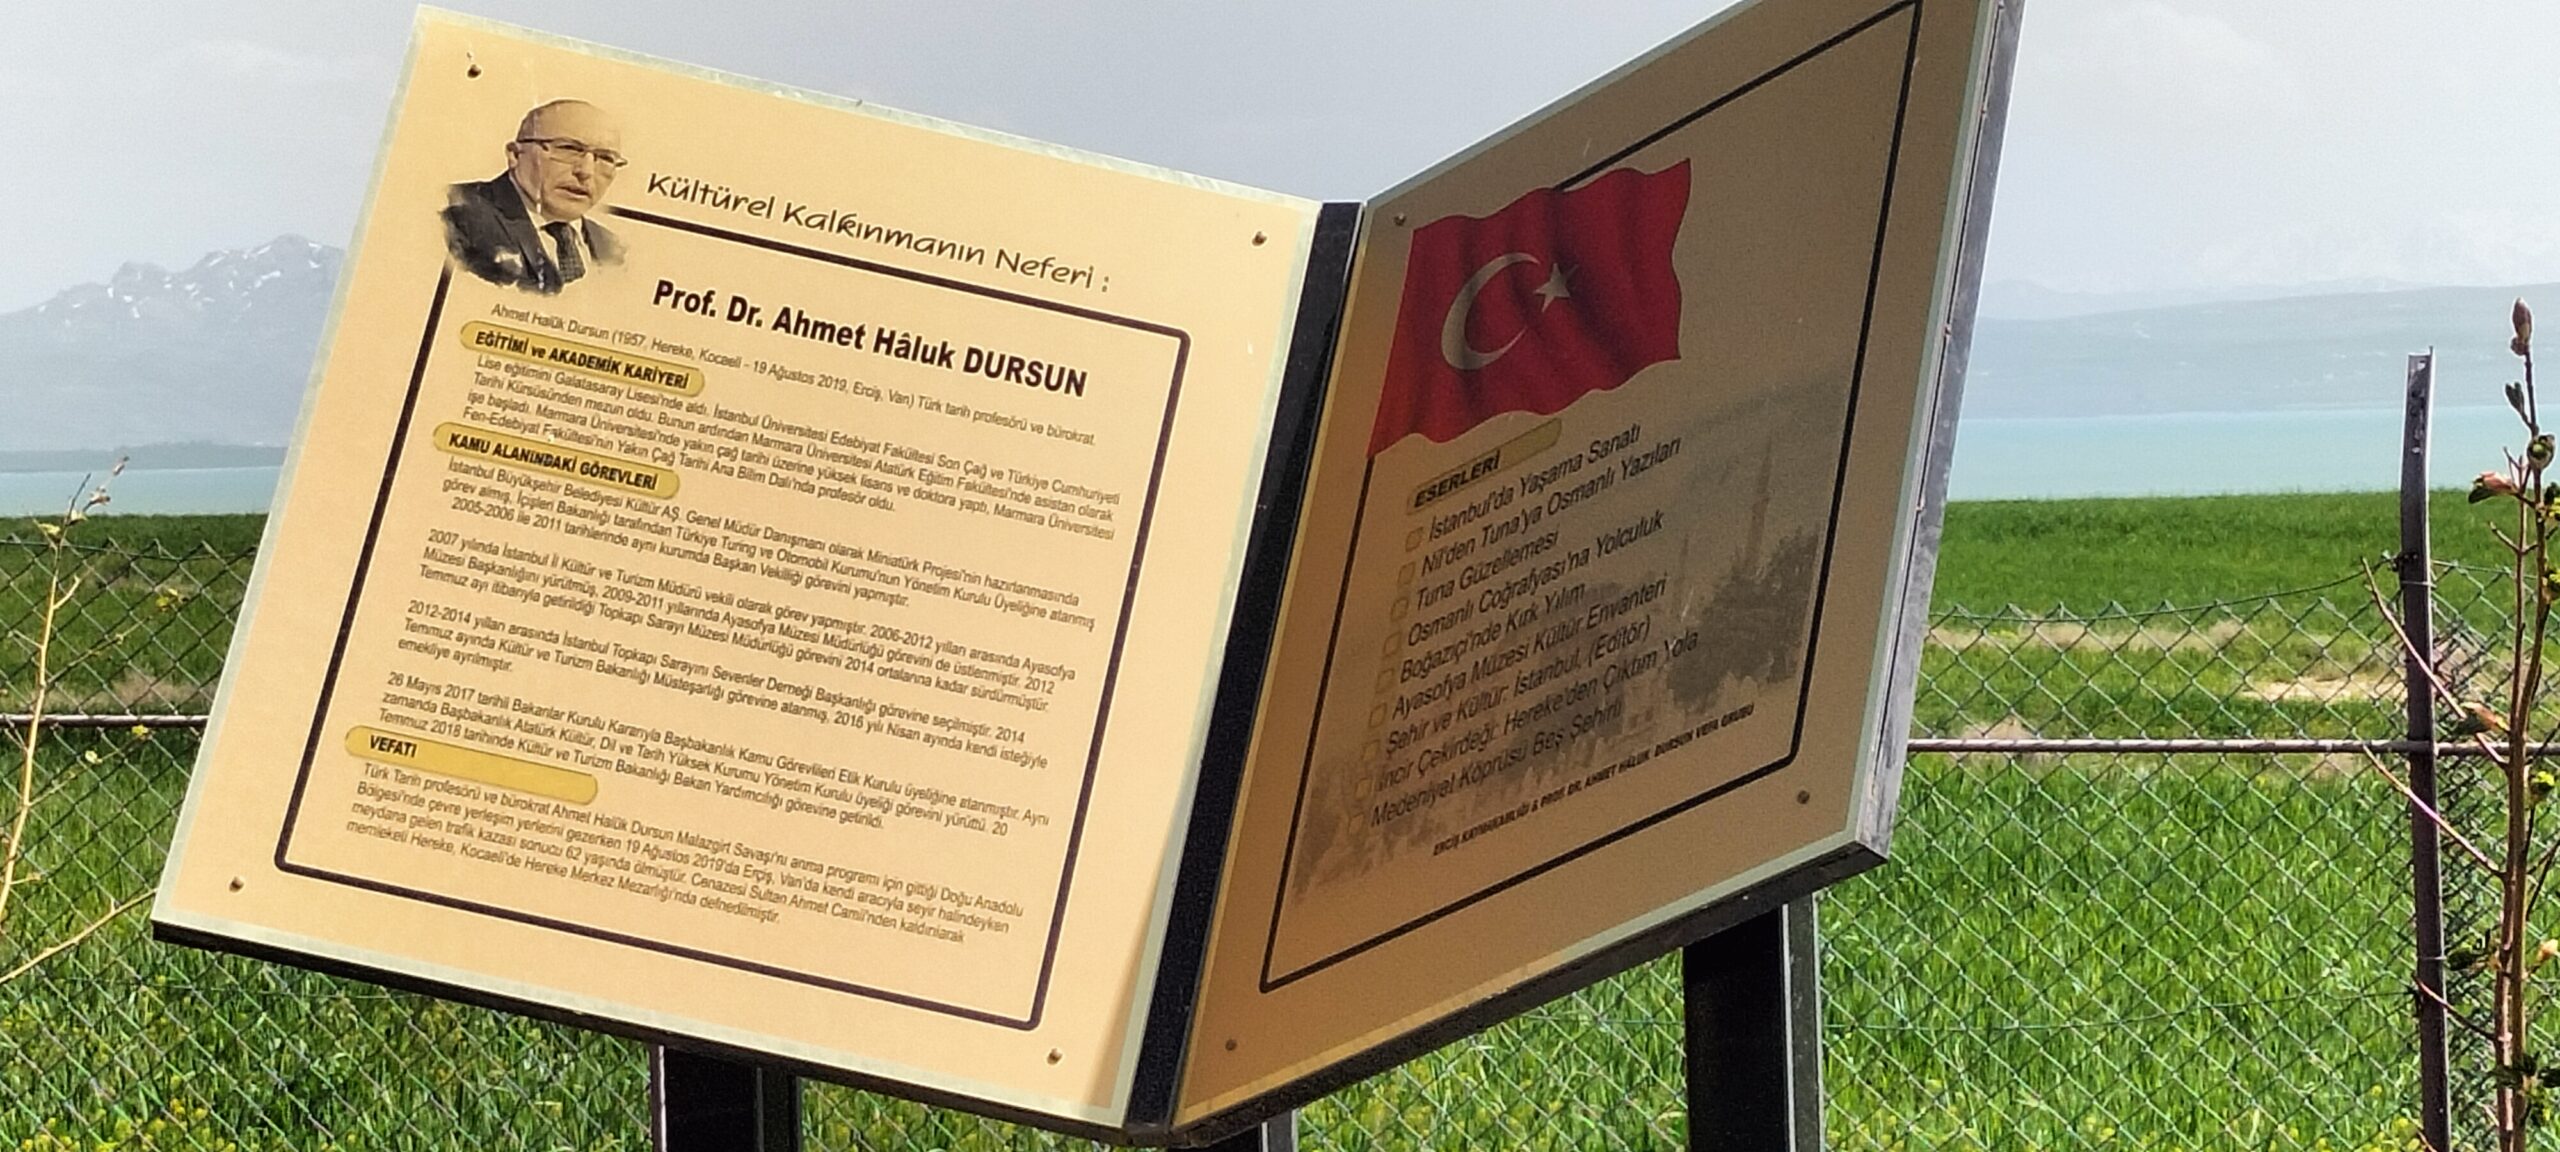 Kültürel Kalkınmanın Neferi :
Prof. Dr. Ahmet Hâluk DURSUN
Ahmet Halûk Dursun (1957, Hereke, Kocaeli - 19 Ağustos 2019, Erciş, Van) Türk tarih profesörü ve bürokrat.
EĞİTİMİ ve AKADEMİK KARİYERİ
Lise eğitimini Galatasaray Lisesi'nde aldı. İstanbul Üniversitesi Edebiyat Fakültesi Son Çağ ve Türkiye Cumhuriyeti
Tarihi Kürsüsünden mezun oldu. Bunun ardından Marmara Üniversitesi Atatürk Eğitim Fakültesi'nde asistan olarak
işe başladı. Marmara Üniversitesi'nde yakın çağ tarihi üzerine yüksek lisans ve doktora yaptı, Marmara Üniversitesi
Fen-Edebiyat Fakültesi'nin Yakın Çağ Tarihi Ana Bilim Dalı'nda profesör oldu.
KAMU ALANINDAKİ GÖREVLERİ
İstanbul Büyükşehir Belediyesi Kültür AŞ. Genel Müdür Danışmanı olarak Miniatürk Projesi'nin hazırlanmasında
görev almış, İçişleri Bakanlığı tarafından Türkiye Turing ve Otomobil Kurumu'nun Yönetim Kurulu Üyeliğine atanmış
2005-2006 ile 2011 tarihlerinde aynı kurumda Başkan Vekilliği görevini yapmıştır.
2007 yılında İstanbul İl Kültür ve Turizm Müdürü vekili olarak görev yapmıştır. 2006-2012 yılları arasında Ayasofya
Müzesi Başkanlığını yürütmüş, 2009-2011 yıllarında Ayasofya Müzesi Müdürlüğü görevini de üstlenmiştir. 2012
Temmuz ayı itibarıyla getirildiği Topkapı Sarayı Müzesi Müdürlüğü görevini 2014 ortalarına kadar sürdürmüştür.
2012-2014 yılları arasında İstanbul Topkapı Sarayını Sevenler Derneği Başkanlığı görevine seçilmiştir. 2014
Temmuz ayında Kültür ve Turizm Bakanlığı Müsteşarlığı görevine atanmış, 2016 yılı Nisan ayında kendi isteğiyle
emekliye ayrılmıştır.
26 Mayıs 2017 tarihli Bakanlar Kurulu Kararıyla Başbakanlık Kamu Görevlileri Etik Kurulu üyeliğine atanmıştır. Aynı
zamanda Başbakanlık Atatürk Kültür, Dil ve Tarih Yüksek Kurumu Yönetim Kurulu üyeliği görevini yürüttü. 20
Temmuz 2018 tarihinde Kültür ve Turizm Bakanlığı Bakan Yardımcılığı görevine getirildi.
VEFATI
Türk Tarih profesörü ve bürokrat Ahmet Halûk Dursun Malazgirt Savaşı'nı anma programı için gittiği Doğu Anadolu
Bölgesi'nde çevre yerleşim yerlerini gezerken 19 Ağustos 2019'da Erçiş, Van'da kendi aracıyla seyir halindeyken
meydana gelen trafik kazası sonucu 62 yaşında ölmüştür. Cenazesi Sultan Ahmet Camii'nden kaldırılarak
memleketi Hereke, Kocaeli'de Hereke Merkez Mezarlığı'nda defnedilmiştir.
ESERLERİ
İstanbul'da Yaşama Sanatı
Nil'den Tuna'ya Osmanlı Yazıları
Tuna Güzellemesi
Osmanlı Coğrafyası'na Yolculuk
Boğaziçi'nde Kırk Yılım
Ayasofya Müzesi Kültür Envanteri
Şehir ve Kültür: İstanbul, (Editör)
İncir Çekirdeği: Hereke'den Çıktım Yola
Medeniyet Köprüsü Beş Şehirli
ERCİŞ KAYMAKAMLIĞI & PROF. DR. AHMET HÂLUK DURSUN VEFA GRUBU